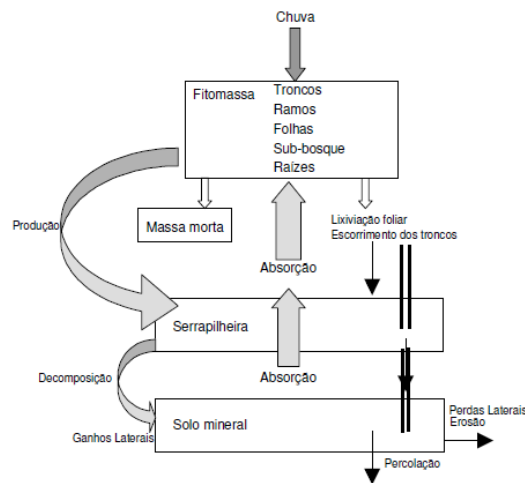 Chuva
Fitomassa
Troncos
Ramos
Folhas
Sub-bosque
Raízes
Produção
Massa morta
Lixiviação foliar
Escorrimento dos troncos
Absorção
Serrapilheira
Decomposição
Absorção
Ganhos Laterais
Solo mineral
Perdas Laterais
Erosão
Percolação